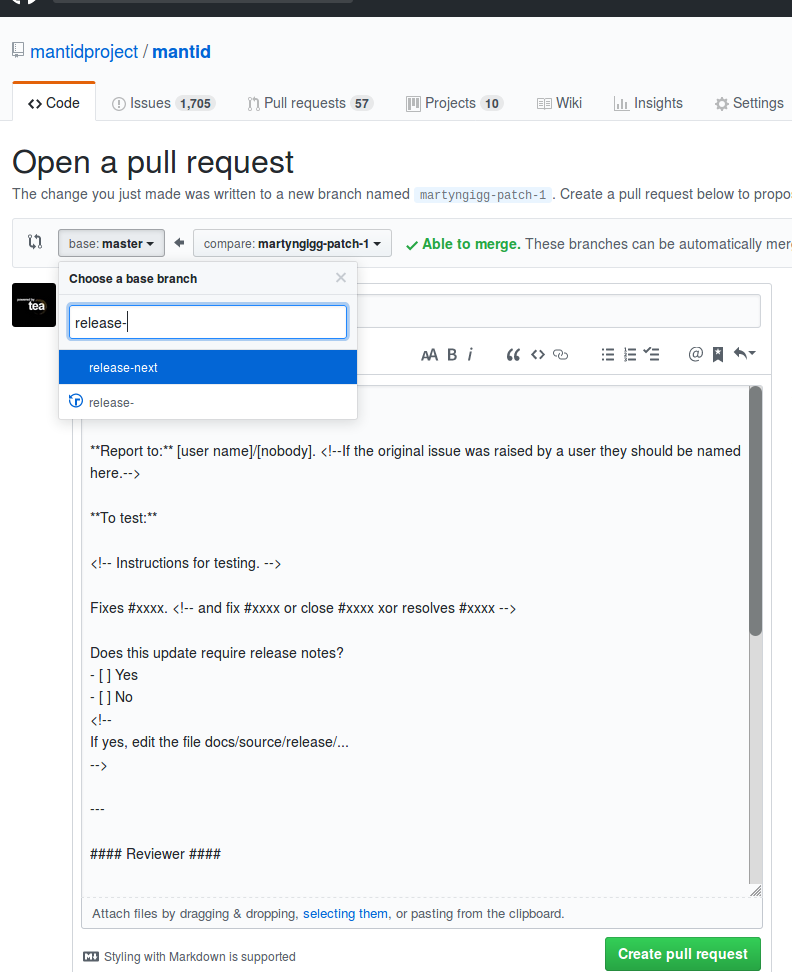 mantidproject / mantid
Code Issues 1,705 Pull requests 57 Projects 10 Wiki Insights Settings
Open a pull request
The change you just made was written to a new branch named martyngigg-patch-1 . Create a pull request below to propo
base: master compare: martyngigg-patch-1 Able to merge. These branches can be automatically mer
Choose a base branch
powered by
tea
release-
AA B i
release-next
release-
**Report to:** [user name]/[nobody]. <!--If the original issue was raised by a user they should be named
here.-->
**To test:**
<!-- Instructions for testing. -->
Fixes #xxxx. <!-- and fix #xxxx or close #xxxx xor resolves #xxxx -->
Does this update require release notes?
- [ ] Yes
- [ ] No
<!--
If yes, edit the file docs/source/release/...
-->
---
#### Reviewer ####
Attach files by dragging & dropping, selecting them, or pasting from the clipboard.
Styling with Markdown is supported
Create pull request